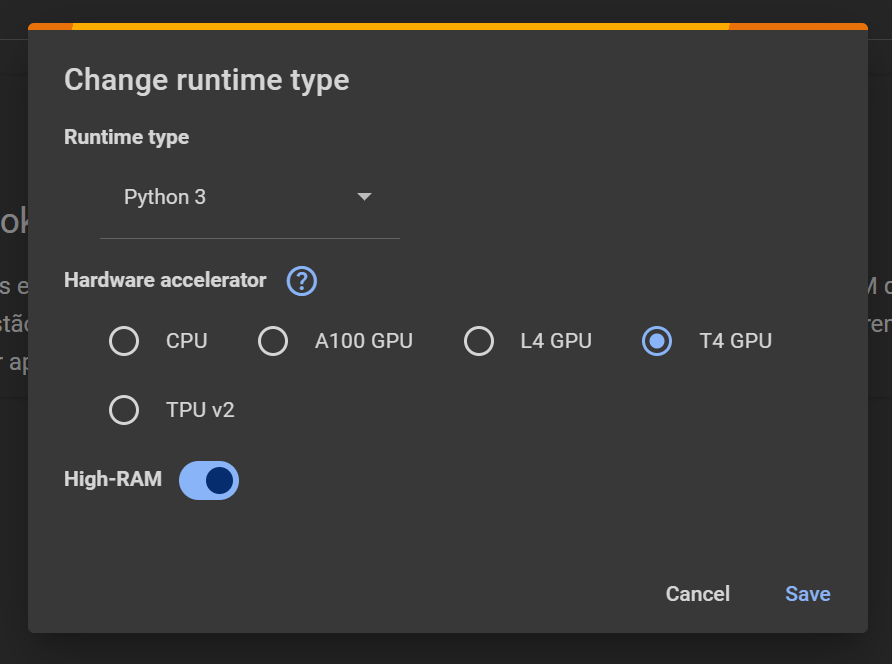 Change runtime type
Runtime type
Python 3
Hardware accelerator ?
CPU A100 GPU L4 GPU T4 GPU
TPU v2
High-RAM
Cancel Save